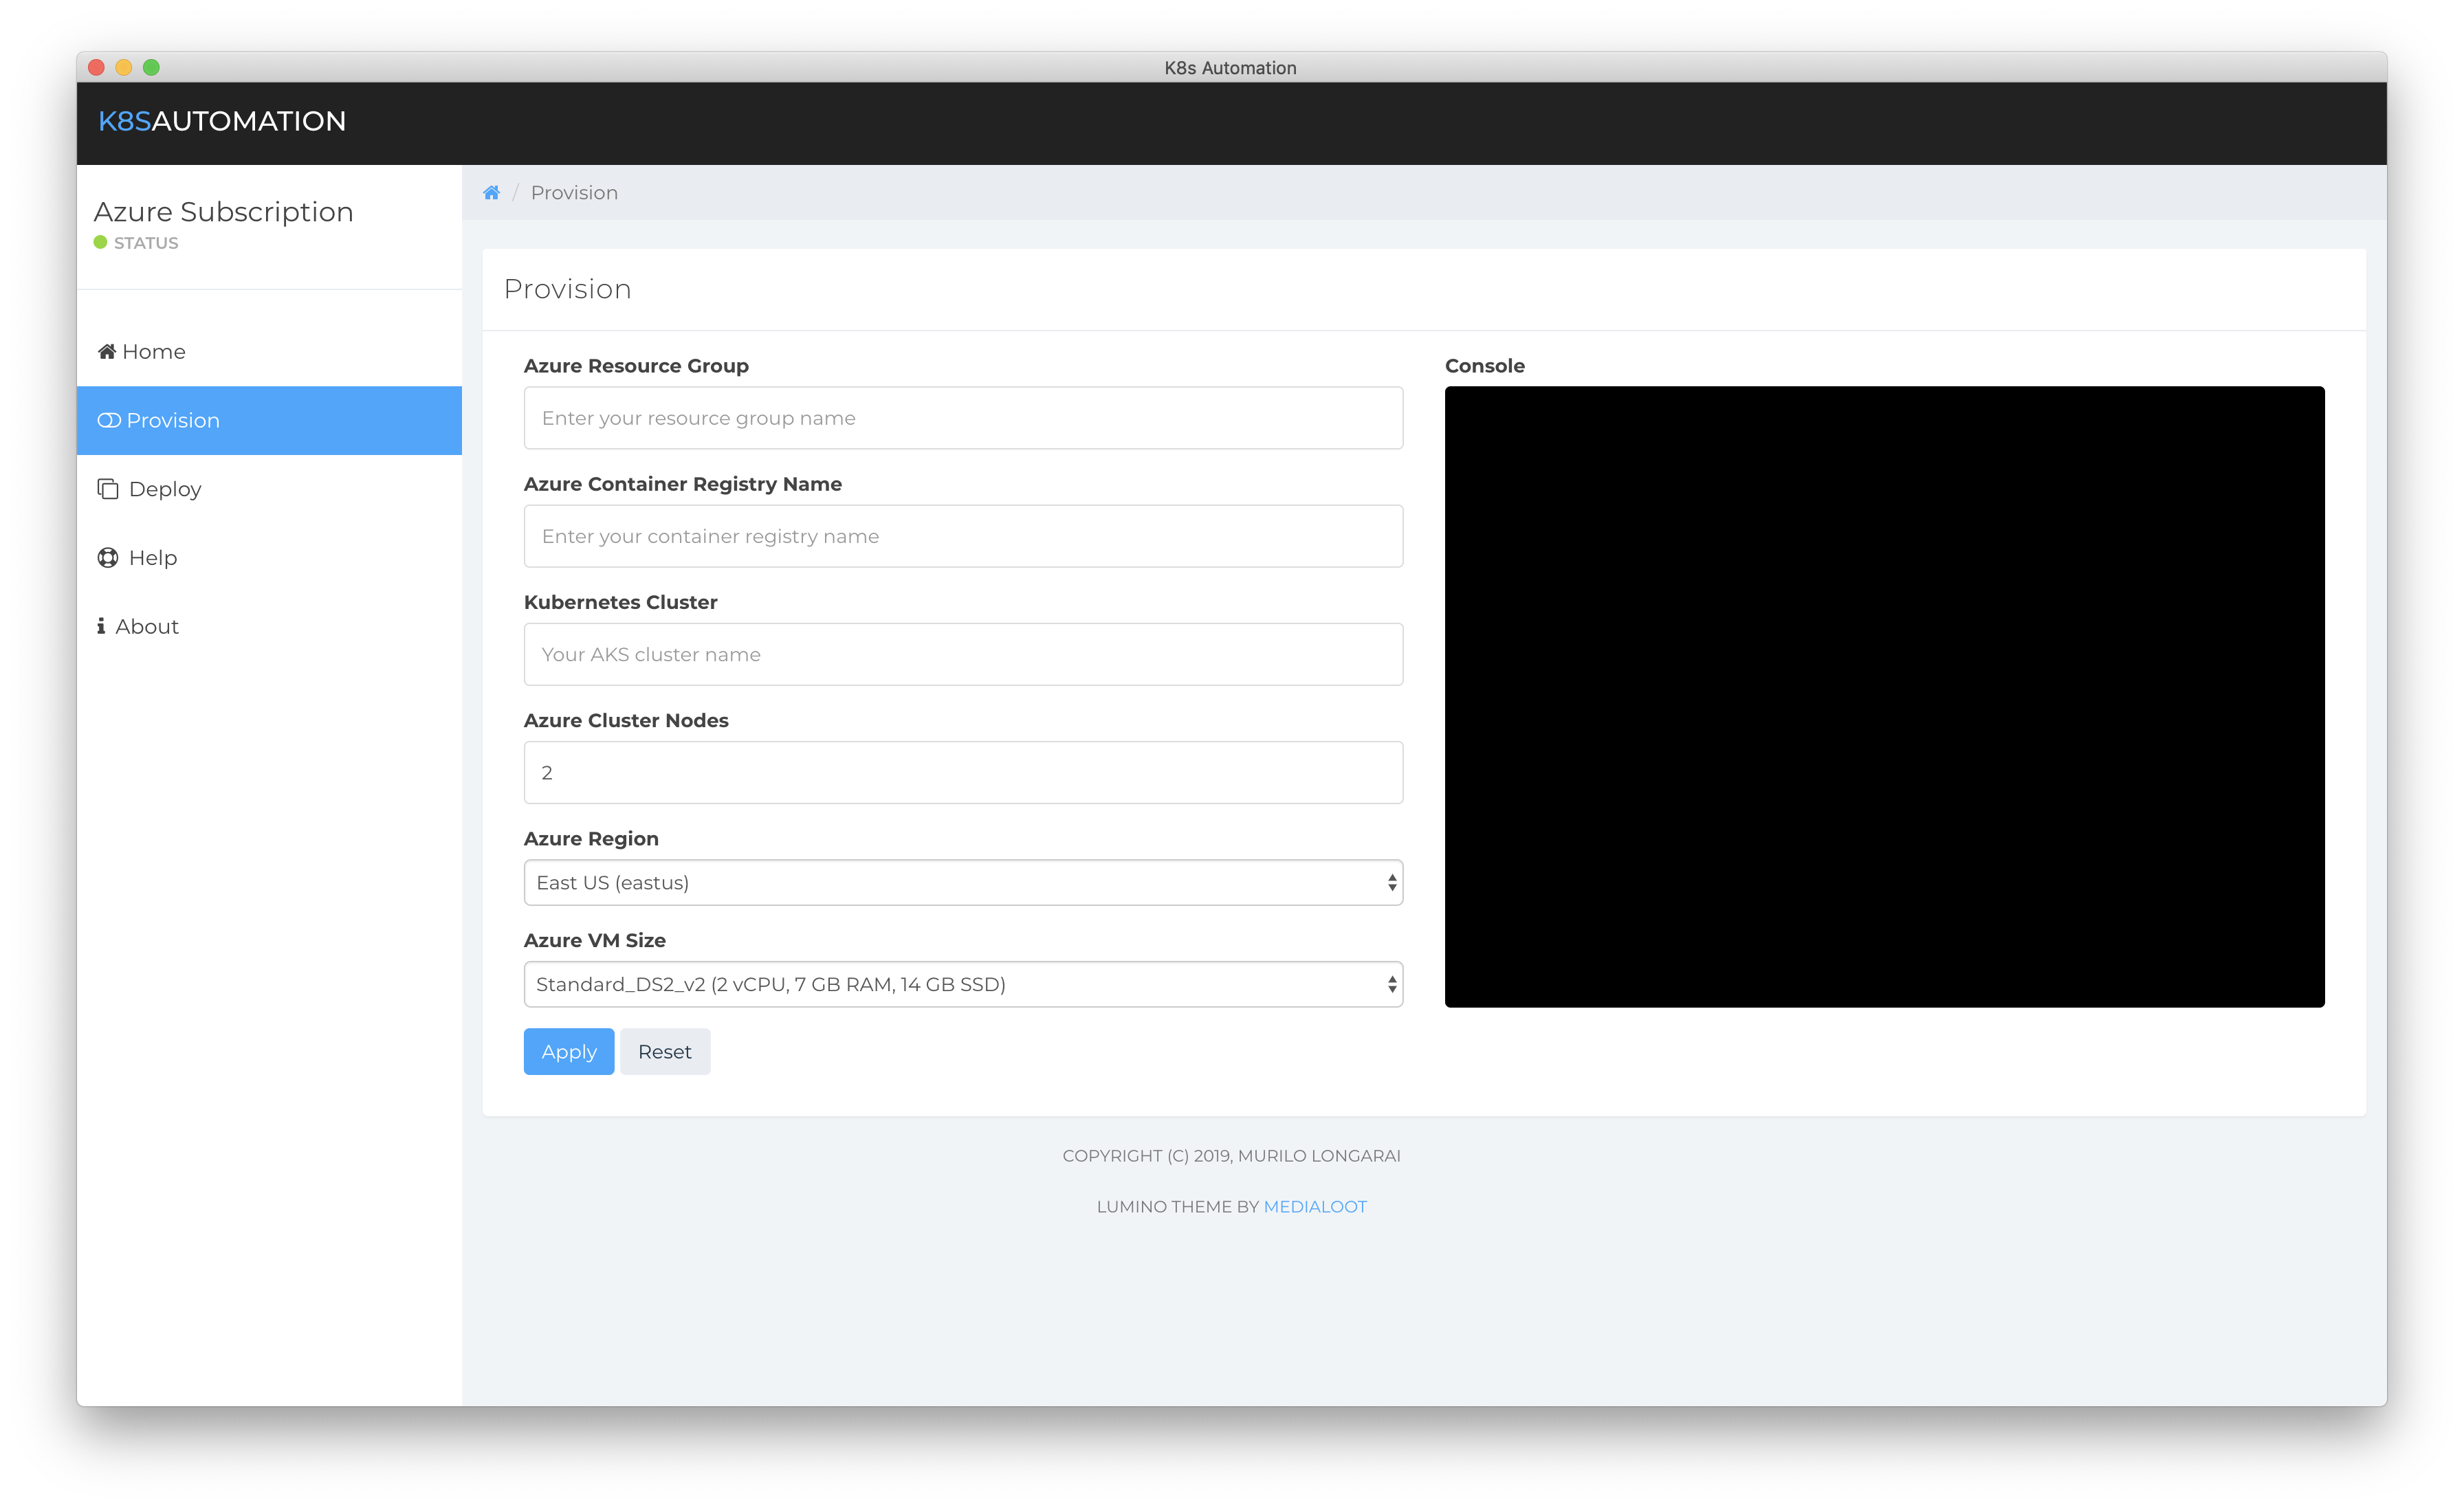 K8s Automation
K8SAUTOMATION
Azure Subscription
STATUS
Home
Provision
Deploy
Help
About
/ Provision
Provision
Azure Resource Group
Enter your resource group name
Azure Container Registry Name
Enter your container registry name
Kubernetes Cluster
Your AKS cluster name
Azure Cluster Nodes
2
Azure Region
East US (eastus)
Azure VM Size
Standard_DS2_v2 (2 vCPU, 7 GB RAM, 14 GB SSD)
Apply
Reset
Console
COPYRIGHT (C) 2019, MURILO LONGARAI
LUMINO THEME BY MEDIALOOT